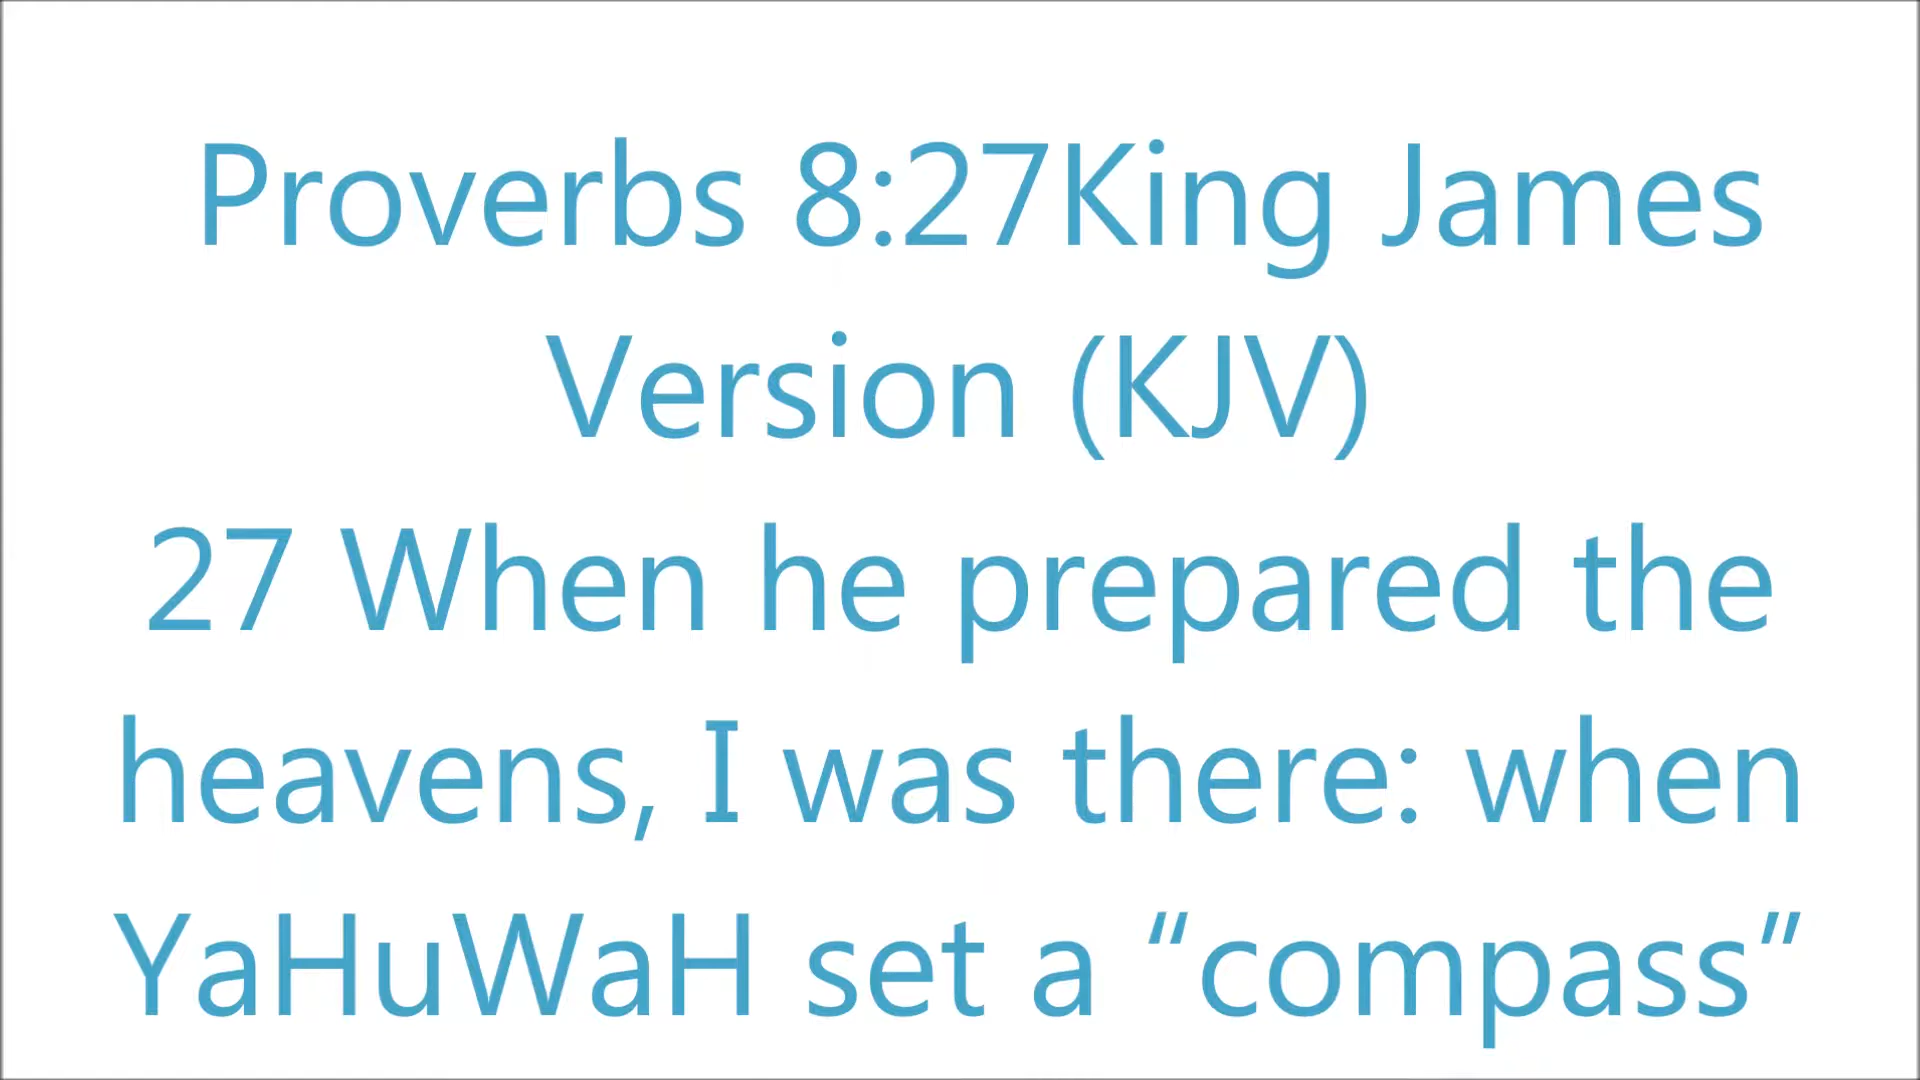 Proverbs 8:27King James
Version (KJV)
27 When he prepared the
heavens, I was there: when
YaHuWaH set a “compass”